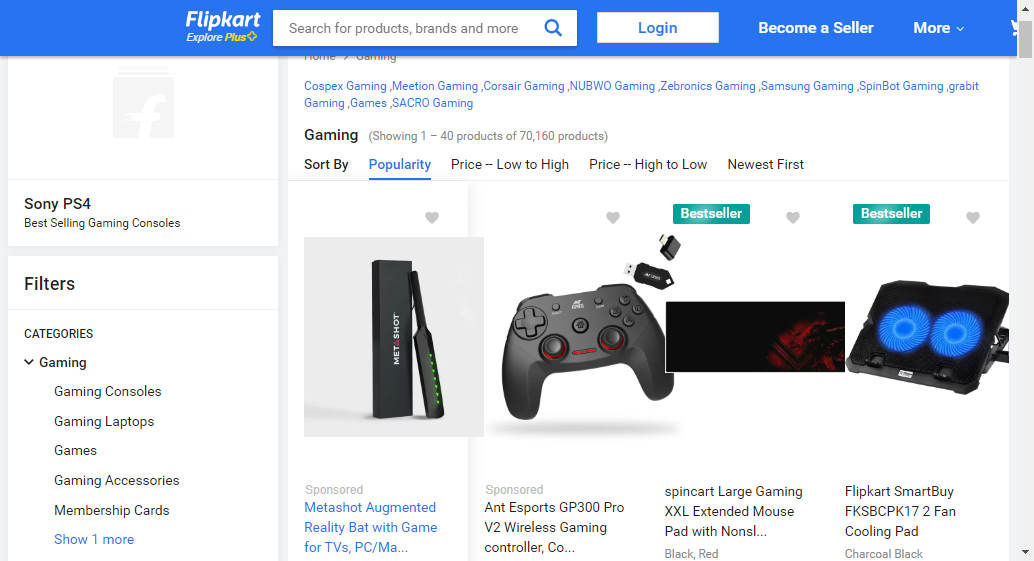 Flipkart
Explore Plus
Search for products, brands and more
Login
Become a Seller
More
Home > Gaming
Cospex Gaming ,Meetion Gaming ,Corsair Gaming ,NUBWO Gaming ,Zebronics Gaming ,Samsung Gaming ,SpinBot Gaming ,grabit
Gaming ,Games ,SACRO Gaming
Gaming (Showing 1 – 40 products of 70,160 products)
Sort By Popularity Price -- Low to High Price -- High to Low Newest First
Sony PS4
Best Selling Gaming Consoles
Filters
CATEGORIES
Gaming
Gaming Consoles
Gaming Laptops
Games
Gaming Accessories
Membership Cards
Show 1 more
METASHOT
Sponsored
Metashot Augmented
Reality Bat with Game
for TVs, PC/Ma...
Sponsored
Ant Esports GP300 Pro
V2 Wireless Gaming
controller, Co...
Bestseller
spincart Large Gaming
XXL Extended Mouse
Pad with Nonsl...
Black, Red
Bestseller
Flipkart SmartBuy
FKSBCPK17 2 Fan
Cooling Pad
Charcoal Black